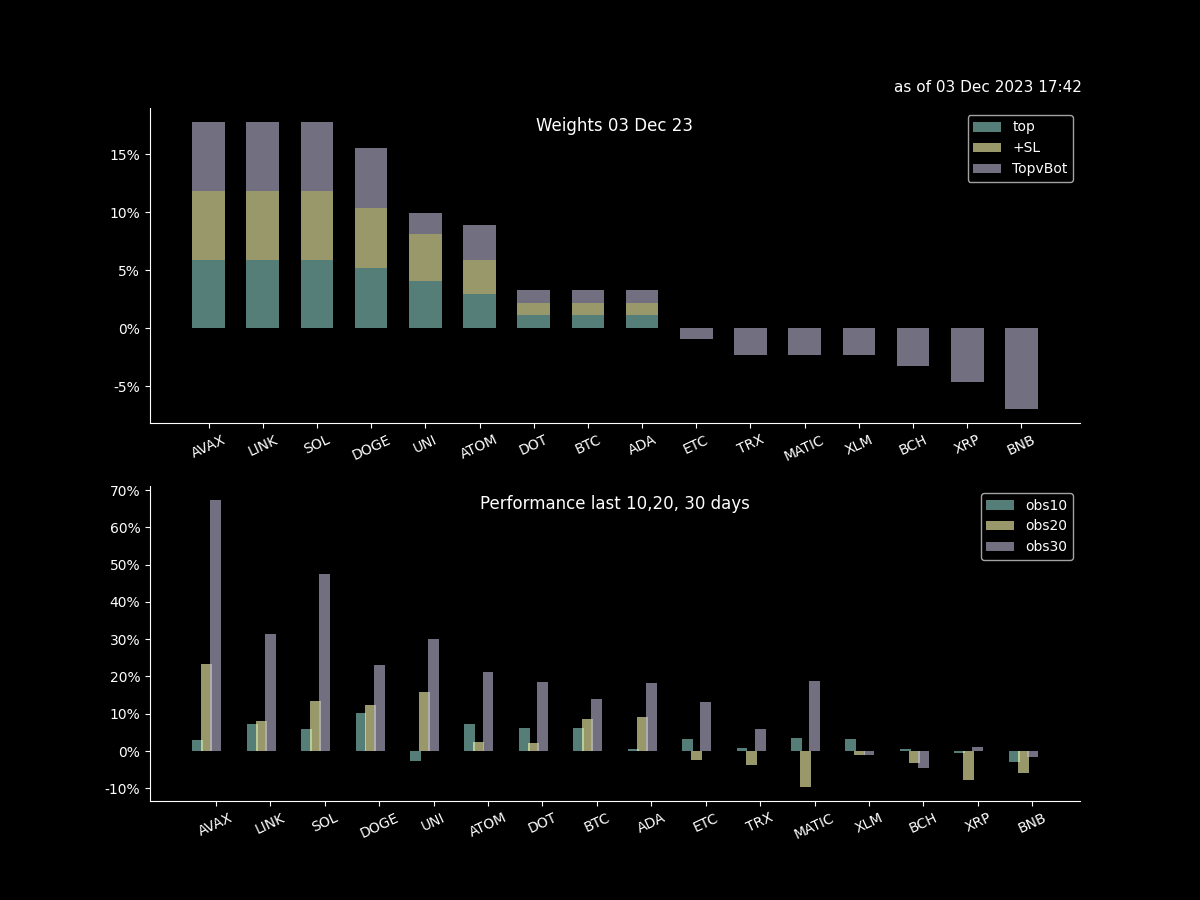 as of 03 Dec 2023 17:42
Weights 03 Dec 23
top
+SL
TopvBot
15%
10%
5%
0%
-5%
AVAX LINK SOL DOGE UNI ATOM DOT BTC ADA ETC TRX MATIC XLM BCH XRP BNB
Performance last 10,20, 30 days
obs10
obs20
obs30
70%
60%
50%
40%
30%
20%
10%
0%
-10%
AVAX LINK SOL DOGE UNI ATOM DOT BTC ADA ETC TRX MATIC XLM BCH XRP BNB